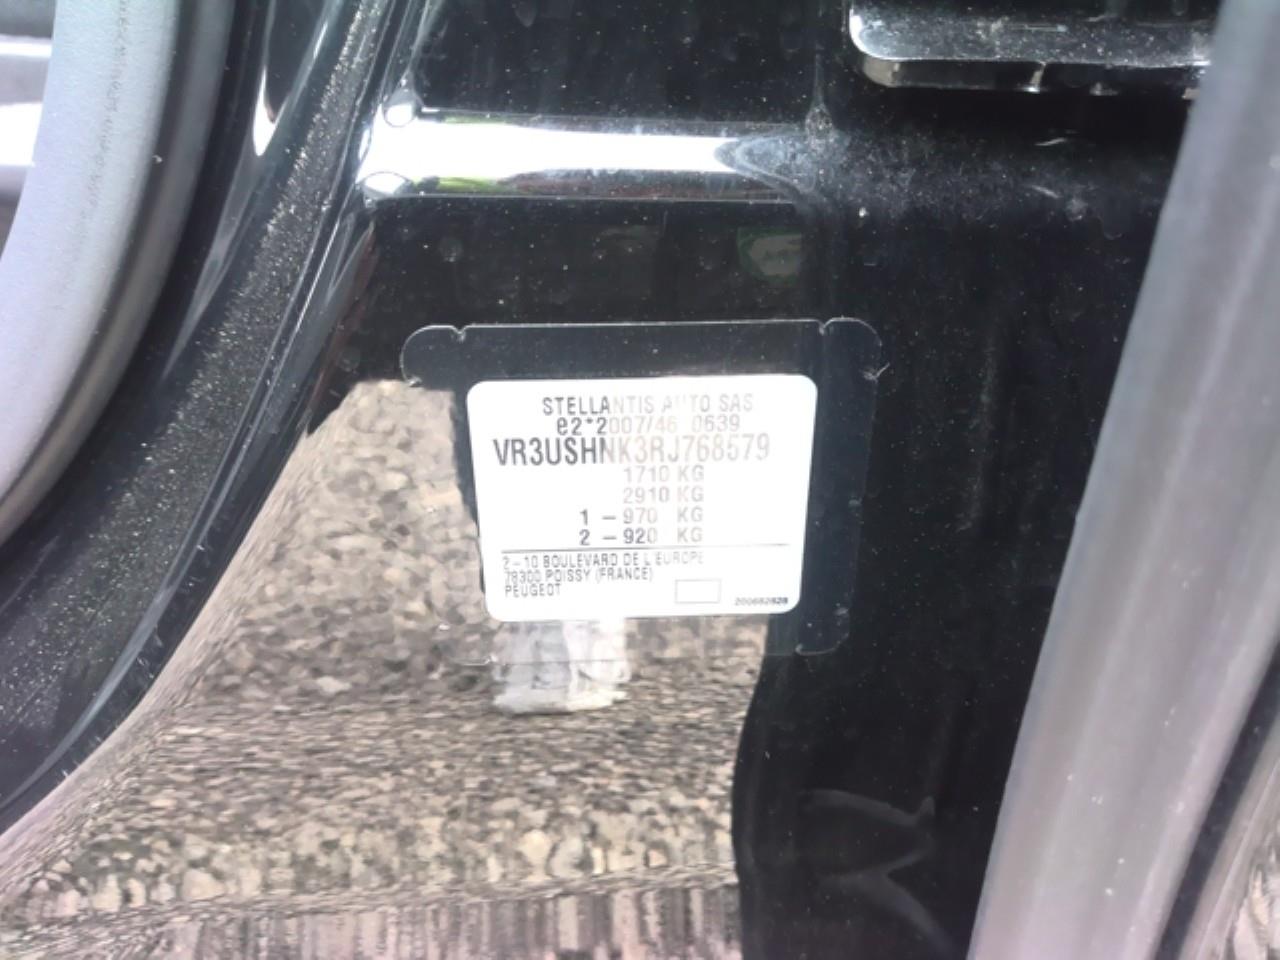 STELLANTIS AUTO SAS
e2*2007/46 0639
VR3USHNK3RJ768579
1710 KG
2910 KG
1 – 970 KG
2 – 920 KG
2 – 10 BOULEVARD DE L'EUROPE
78300 POISSY (FRANCE)
PEUGEOT